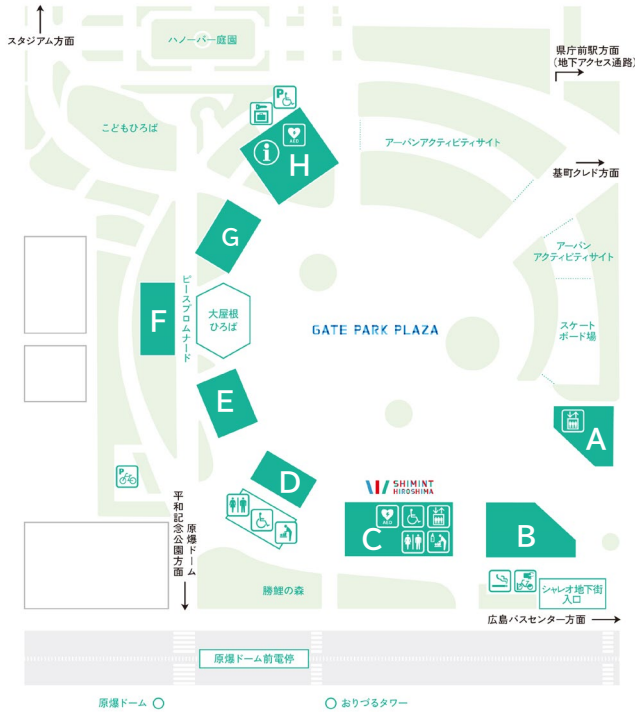 スタジアム方面
ハノーバー庭園
県庁前駅方面
(地下アクセス通路)
P
こどもひろば
AED
i
H
アーバンアクティビティサイト
基町クレド方面
G
アーバン
アクティビティサイト
ピースプロムナード
F
大屋根
ひろば
GATE PARK PLAZA
スケート
ボード場
E
A
P
D
SHIMINT
HIROSHIMA
AED
C
B
原爆ドーム
平和記念公園方面
勝鯉の森
シャレオ地下街
入口
広島バスセンター方面
原爆ドーム前電停
原爆ドーム
おりづるタワー